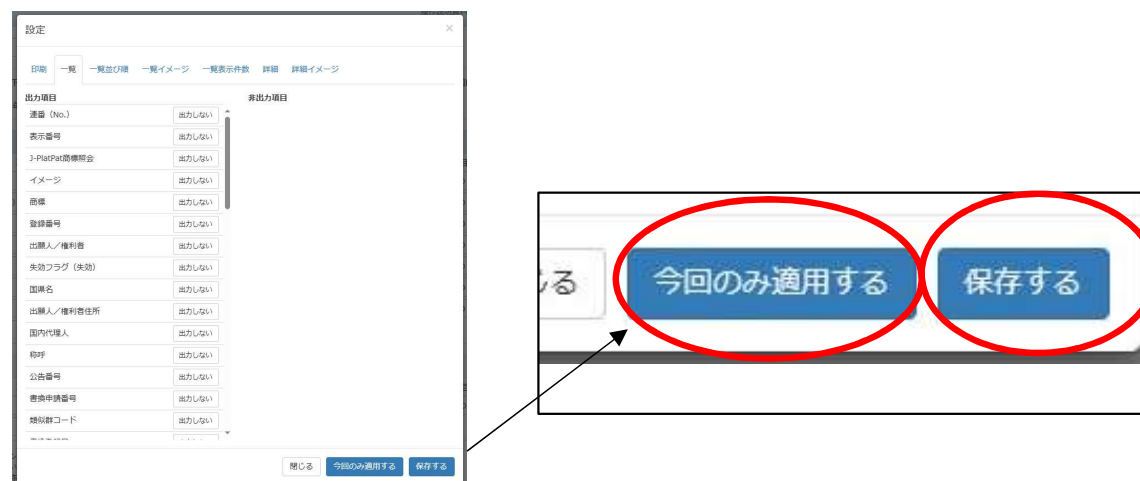 設定 ×
印刷 一覧 一覧並び順 一覧イメージ 一覧表示件数 詳細 詳細イメージ
出力項目 非出力項目
連番（No.） 出力しない
表示番号 出力しない
J-PlatPat商標照会 出力しない
イメージ 出力しない
商標 出力しない
登録番号 出力しない
出願人／権利者 出力しない
失効フラグ（失効） 出力しない
国県名 出力しない
出願人／権利者住所 出力しない
国内代理人 出力しない
称呼 出力しない
公告番号 出力しない
書換申請番号 出力しない
類似群コード 出力しない
閉じる 今回のみ適用する 保存する
じる 今回のみ適用する 保存する